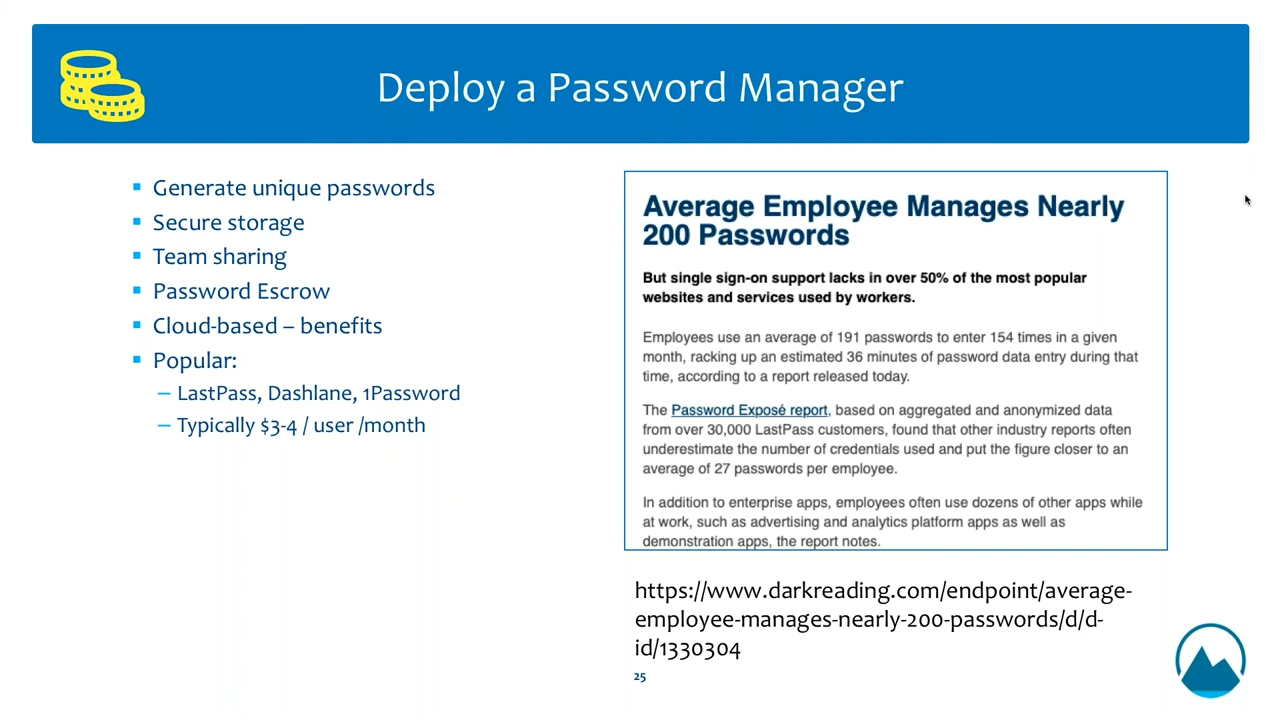 Deploy a Password Manager
Generate unique passwords
Secure storage
Team sharing
Password Escrow
Cloud-based – benefits
Popular:
– LastPass, Dashlane, 1Password
– Typically $3-4 / user /month
Average Employee Manages Nearly
200 Passwords
But single sign-on support lacks in over 50% of the most popular
websites and services used by workers.
Employees use an average of 191 passwords to enter 154 times in a given
month, racking up an estimated 36 minutes of password data entry during that
time, according to a report released today.
The Password Exposé report, based on aggregated and anonymized data
from over 30,000 LastPass customers, found that other industry reports often
underestimate the number of credentials used and put the figure closer to an
average of 27 passwords per employee.
In addition to enterprise apps, employees often use dozens of other apps while
at work, such as advertising and analytics platform apps as well as
demonstration apps, the report notes.
https://www.darkreading.com/endpoint/average-
employee-manages-nearly-200-passwords/d/d-
id/1330304
25